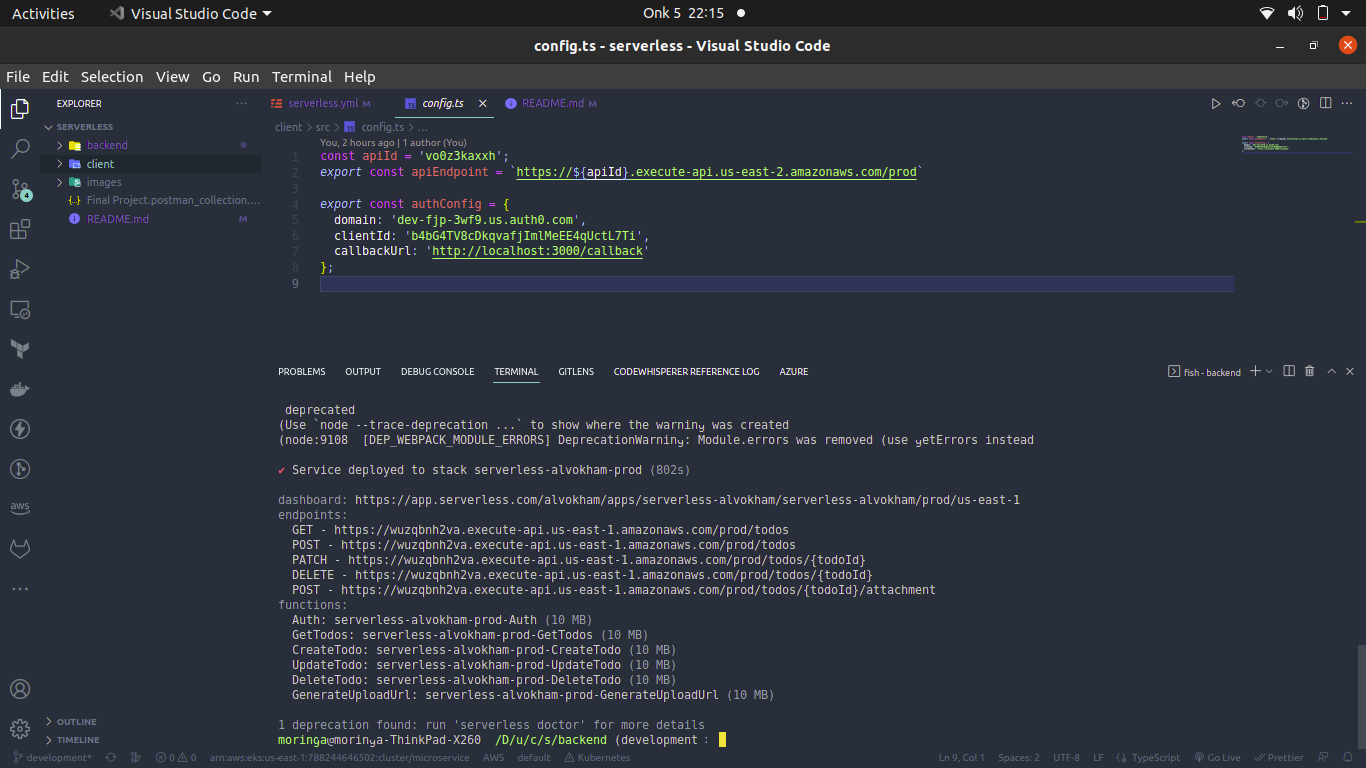 Activities
Visual Studio Code
Onk 5 22:15
config.ts - serverless - Visual Studio Code
File Edit Selection View Go Run Terminal Help
EXPLORER
SERVERLESS
backend
client
images
Final Project.postman_collection....
README.md M
serverless.yml M
config.ts
README.md M
client > src > config.ts > ...
You, 2 hours ago | 1 author (You)
1 const apiId = 'vo0z3kaxxh';
2 export const apiEndpoint = `https://${apiId}.execute-api.us-east-2.amazonaws.com/prod`
3
4 export const authConfig = {
5 domain: 'dev-fjp-3wf9.us.auth0.com',
6 clientId: 'b4bG4TV8cDkqvafjImlMeEE4qUctL7Ti',
7 callbackUrl: 'http://localhost:3000/callback'
8 };
9
PROBLEMS OUTPUT DEBUG CONSOLE TERMINAL GITLENS CODEWHISPERER REFERENCE LOG AZURE
fish - backend
deprecated
(Use `node --trace-deprecation ...` to show where the warning was created
(node:9108 [DEP_WEBPACK_MODULE_ERRORS] DeprecationWarning: Module.errors was removed (use getErrors instead
✔ Service deployed to stack serverless-alvokham-prod (802s)
dashboard: https://app.serverless.com/alvokham/apps/serverless-alvokham/serverless-alvokham/prod/us-east-1
endpoints:
GET - https://wuzqbnh2va.execute-api.us-east-1.amazonaws.com/prod/todos
POST - https://wuzqbnh2va.execute-api.us-east-1.amazonaws.com/prod/todos
PATCH - https://wuzqbnh2va.execute-api.us-east-1.amazonaws.com/prod/todos/{todoId}
DELETE - https://wuzqbnh2va.execute-api.us-east-1.amazonaws.com/prod/todos/{todoId}
POST - https://wuzqbnh2va.execute-api.us-east-1.amazonaws.com/prod/todos/{todoId}/attachment
functions:
Auth: serverless-alvokham-prod-Auth (10 MB)
GetTodos: serverless-alvokham-prod-GetTodos (10 MB)
CreateTodo: serverless-alvokham-prod-CreateTodo (10 MB)
UpdateTodo: serverless-alvokham-prod-UpdateTodo (10 MB)
DeleteTodo: serverless-alvokham-prod-DeleteTodo (10 MB)
GenerateUploadUrl: serverless-alvokham-prod-GenerateUploadUrl (10 MB)
1 deprecation found: run 'serverless doctor' for more details
moringa@moringa-ThinkPad-X260 /D/u/c/s/backend (development :
4
aws
OUTLINE
TIMELINE
development* 0 0 arn:aws:eks:us-east-1:788244646502:cluster/microservice AWS default Kubernetes Ln 9, Col 1 Spaces: 2 UTF-8 LF TypeScript Go Live Prettier